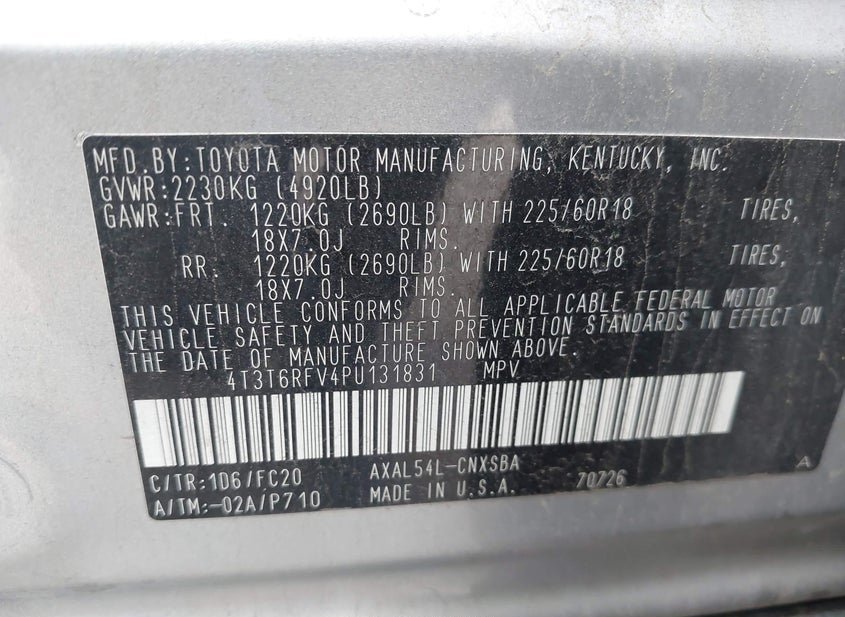 MFD.BY:TOYOTA MOTOR MANUFACTURING, KENTUCKY, INC.
GVWR:2230KG (4920LB)
GAWR:FRT. 1220KG (2690LB) WITH 225/60R18 TIRES,
18X7.0J RIMS.
RR. 1220KG (2690LB) WITH 225/60R18 TIRES,
18X7.0J RIMS.
THIS VEHICLE CONFORMS TO ALL APPLICABLE FEDERAL MOTOR
VEHICLE SAFETY AND THEFT PREVENTION STANDARDS IN EFFECT ON
THE DATE OF MANUFACTURE SHOWN ABOVE.
4T3T6RFV4PU131831 MPV
C/TR:1D6/FC20 AXAL54L-CNXSBA A
A/TM:-02A/P710 MADE IN U.S.A. 70726